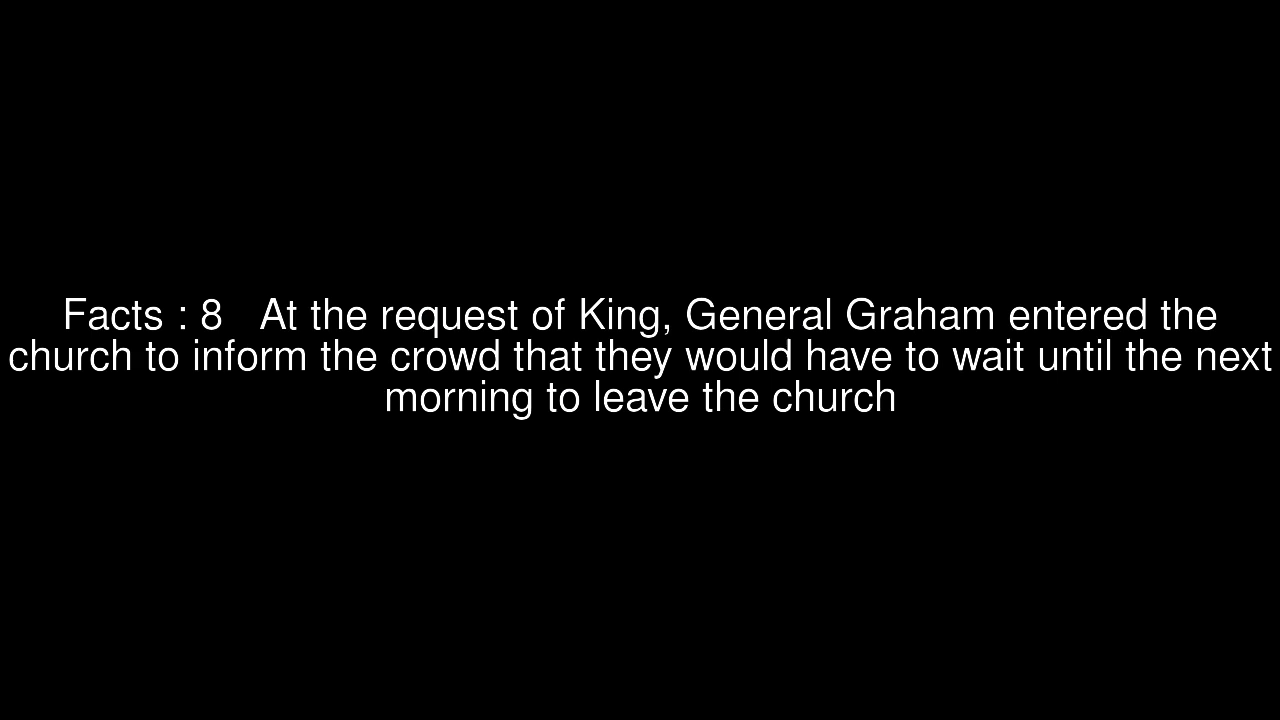 Facts : 8   At the request of King, General Graham entered the
church to inform the crowd that they would have to wait until the next
morning to leave the church